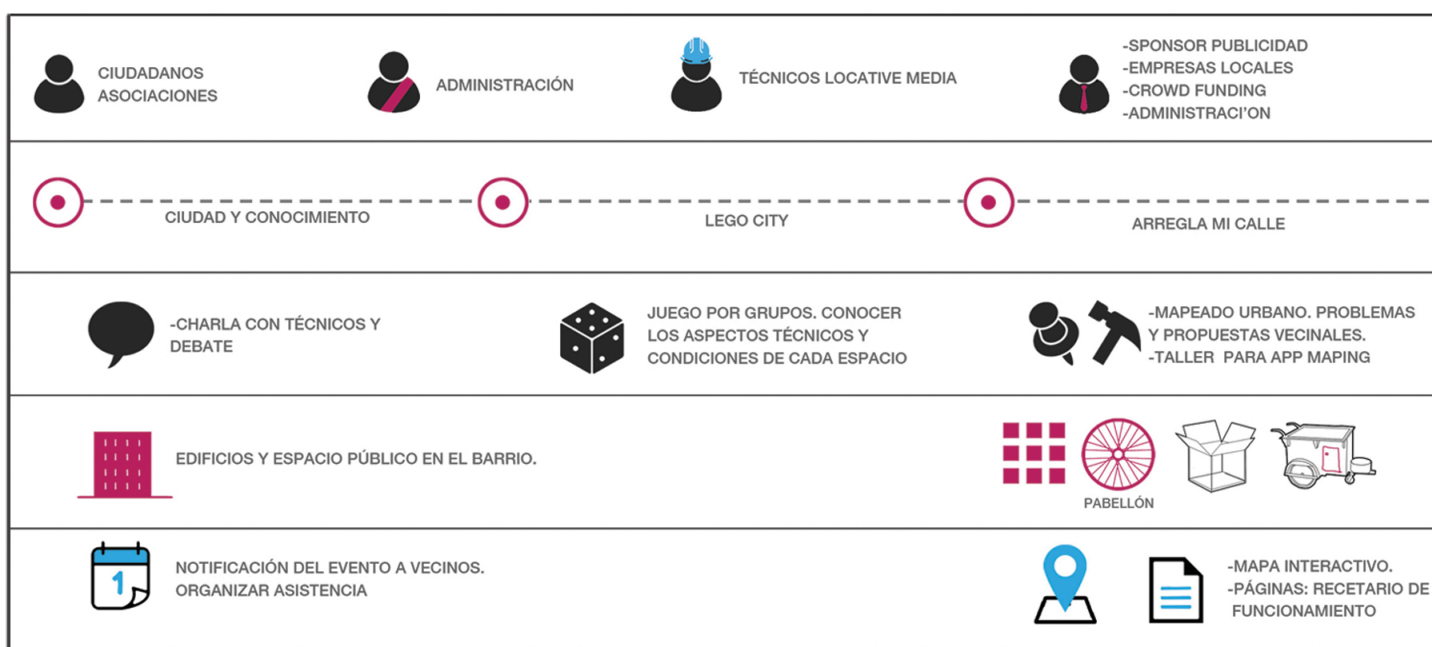 CIUDADANOS
ASOCIACIONES
ADMINISTRACIÓN
TÉCNICOS LOCATIVE MEDIA
-SPONSOR PUBLICIDAD
-EMPRESAS LOCALES
-CROWD FUNDING
-ADMINISTRACI'ON
CIUDAD Y CONOCIMIENTO
LEGO CITY
ARREGLA MI CALLE
-CHARLA CON TÉCNICOS Y
DEBATE
JUEGO POR GRUPOS. CONOCER
LOS ASPECTOS TÉCNICOS Y
CONDICIONES DE CADA ESPACIO
-MAPEADO URBANO. PROBLEMAS
Y PROPUESTAS VECINALES.
-TALLER PARA APP MAPING
EDIFICIOS Y ESPACIO PÚBLICO EN EL BARRIO.
PABELLÓN
1
NOTIFICACIÓN DEL EVENTO A VECINOS.
ORGANIZAR ASISTENCIA
-MAPA INTERACTIVO.
-PÁGINAS: RECETARIO DE
FUNCIONAMIENTO